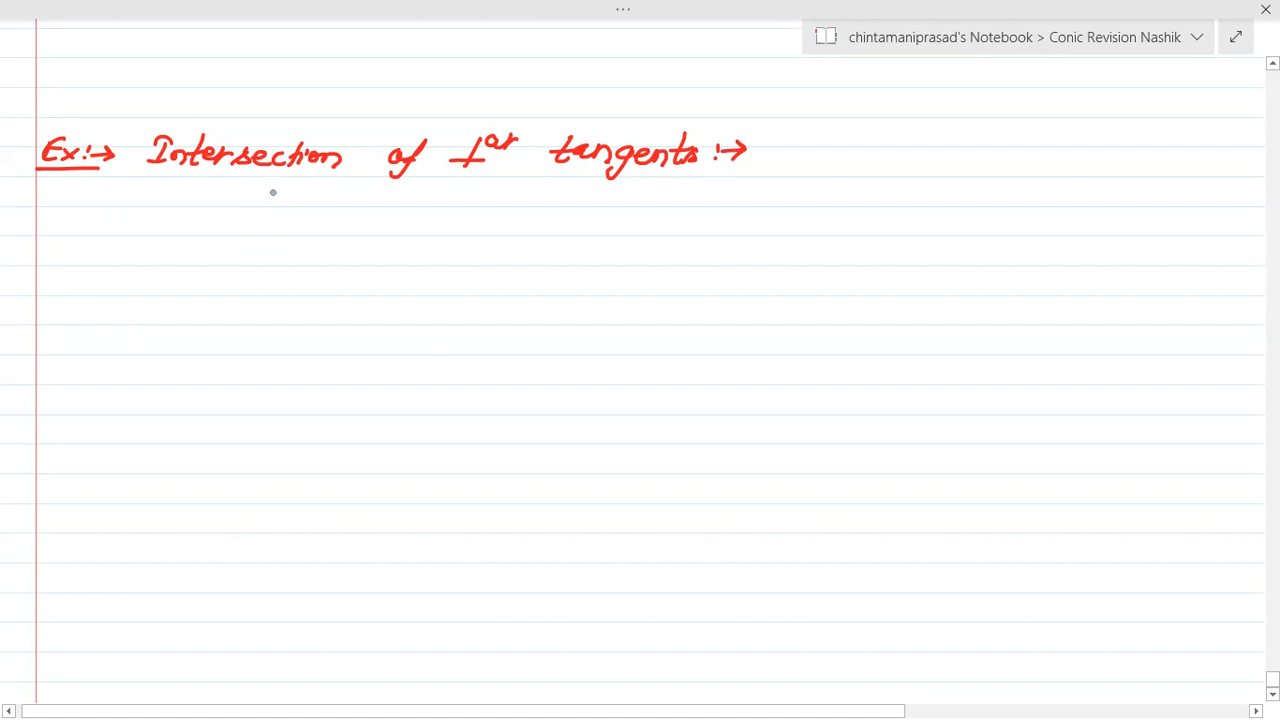 chintamaniprasad's Notebook > Conic Revision Nashik
Ex:→ Intersection of ⊥ar tangents :→